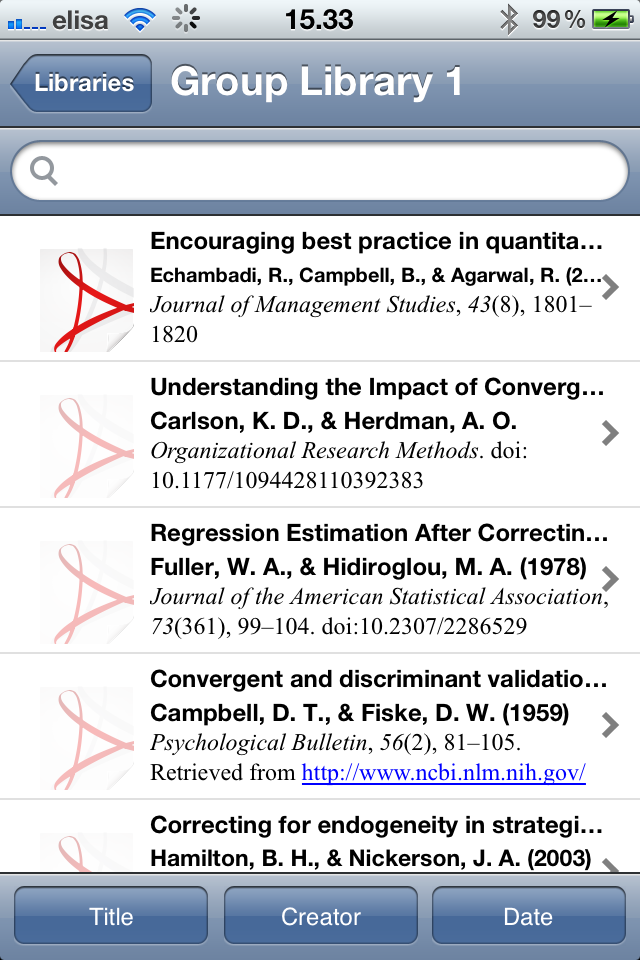 elisa 15.33 99%
Libraries Group Library 1
Encouraging best practice in quantita...
Echambadi, R., Campbell, B., & Agarwal, R. (2...
Journal of Management Studies, 43(8), 1801–
1820
Understanding the Impact of Converg...
Carlson, K. D., & Herdman, A. O.
Organizational Research Methods. doi:
10.1177/1094428110392383
Regression Estimation After Correctin...
Fuller, W. A., & Hidiroglou, M. A. (1978)
Journal of the American Statistical Association,
73(361), 99–104. doi:10.2307/2286529
Convergent and discriminant validatio...
Campbell, D. T., & Fiske, D. W. (1959)
Psychological Bulletin, 56(2), 81–105.
Retrieved from http://www.ncbi.nlm.nih.gov/
Correcting for endogeneity in strategi...
Hamilton, B. H., & Nickerson, J. A. (2003)
Title Creator Date